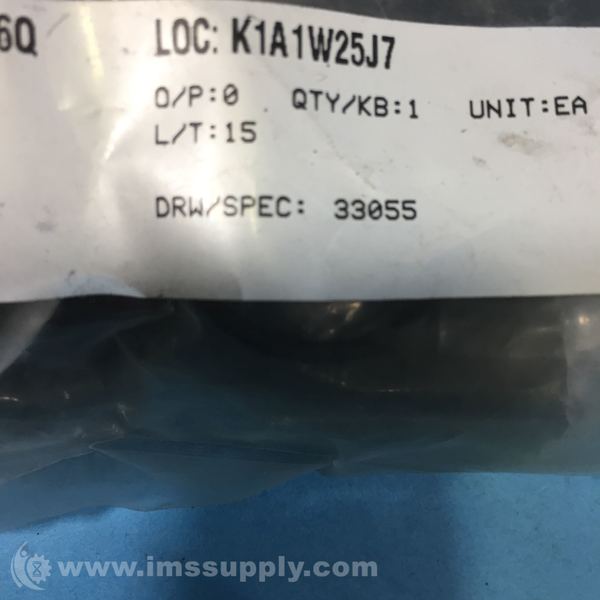 6Q LOC: K1A1W25J7
O/P:0 QTY/KB:1 UNIT:EA
L/T:15
DRW/SPEC: 33055
www.imssupply.com